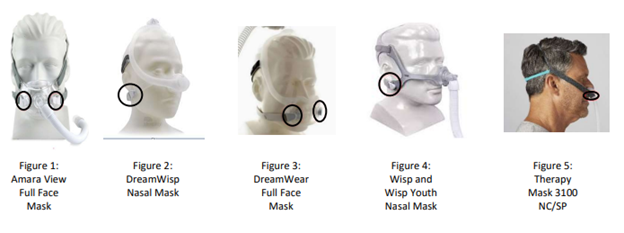 Figure 1:
Amara View
Full Face
Mask
Figure 2:
DreamWisp
Nasal Mask
Figure 3:
DreamWear
Full Face
Mask
Figure 4:
Wisp and
Wisp Youth
Nasal Mask
Figure 5:
Therapy
Mask 3100
NC/SP